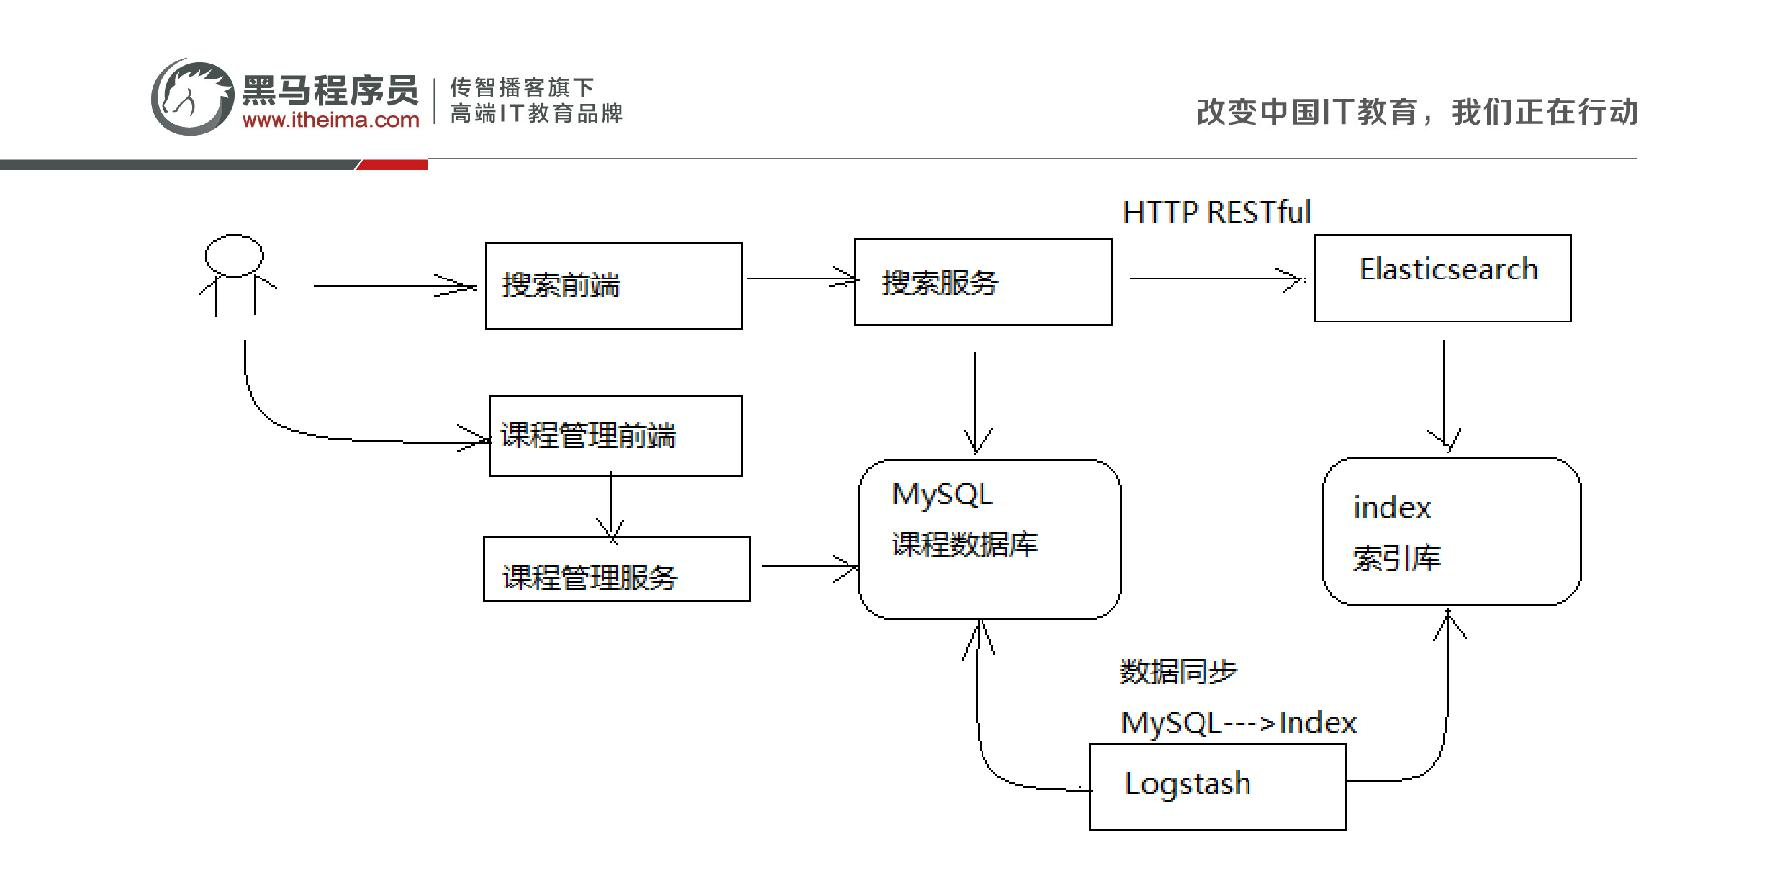 黑马程序员
www.itheima.com
传智播客旗下
高端IT教育品牌
改变中国IT教育，我们正在行动
HTTP RESTful
搜索前端
搜索服务
Elasticsearch
课程管理前端
课程管理服务
MySQL
课程数据库
index
索引库
数据同步
MySQL--->Index
Logstash